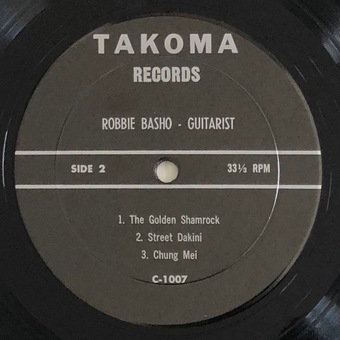 TAKOMA
RECORDS
ROBBIE BASHO - GUITARIST
SIDE 2 33⅓ RPM
1. The Golden Shamrock
2. Street Dakini
3. Chung Mei
C-1007